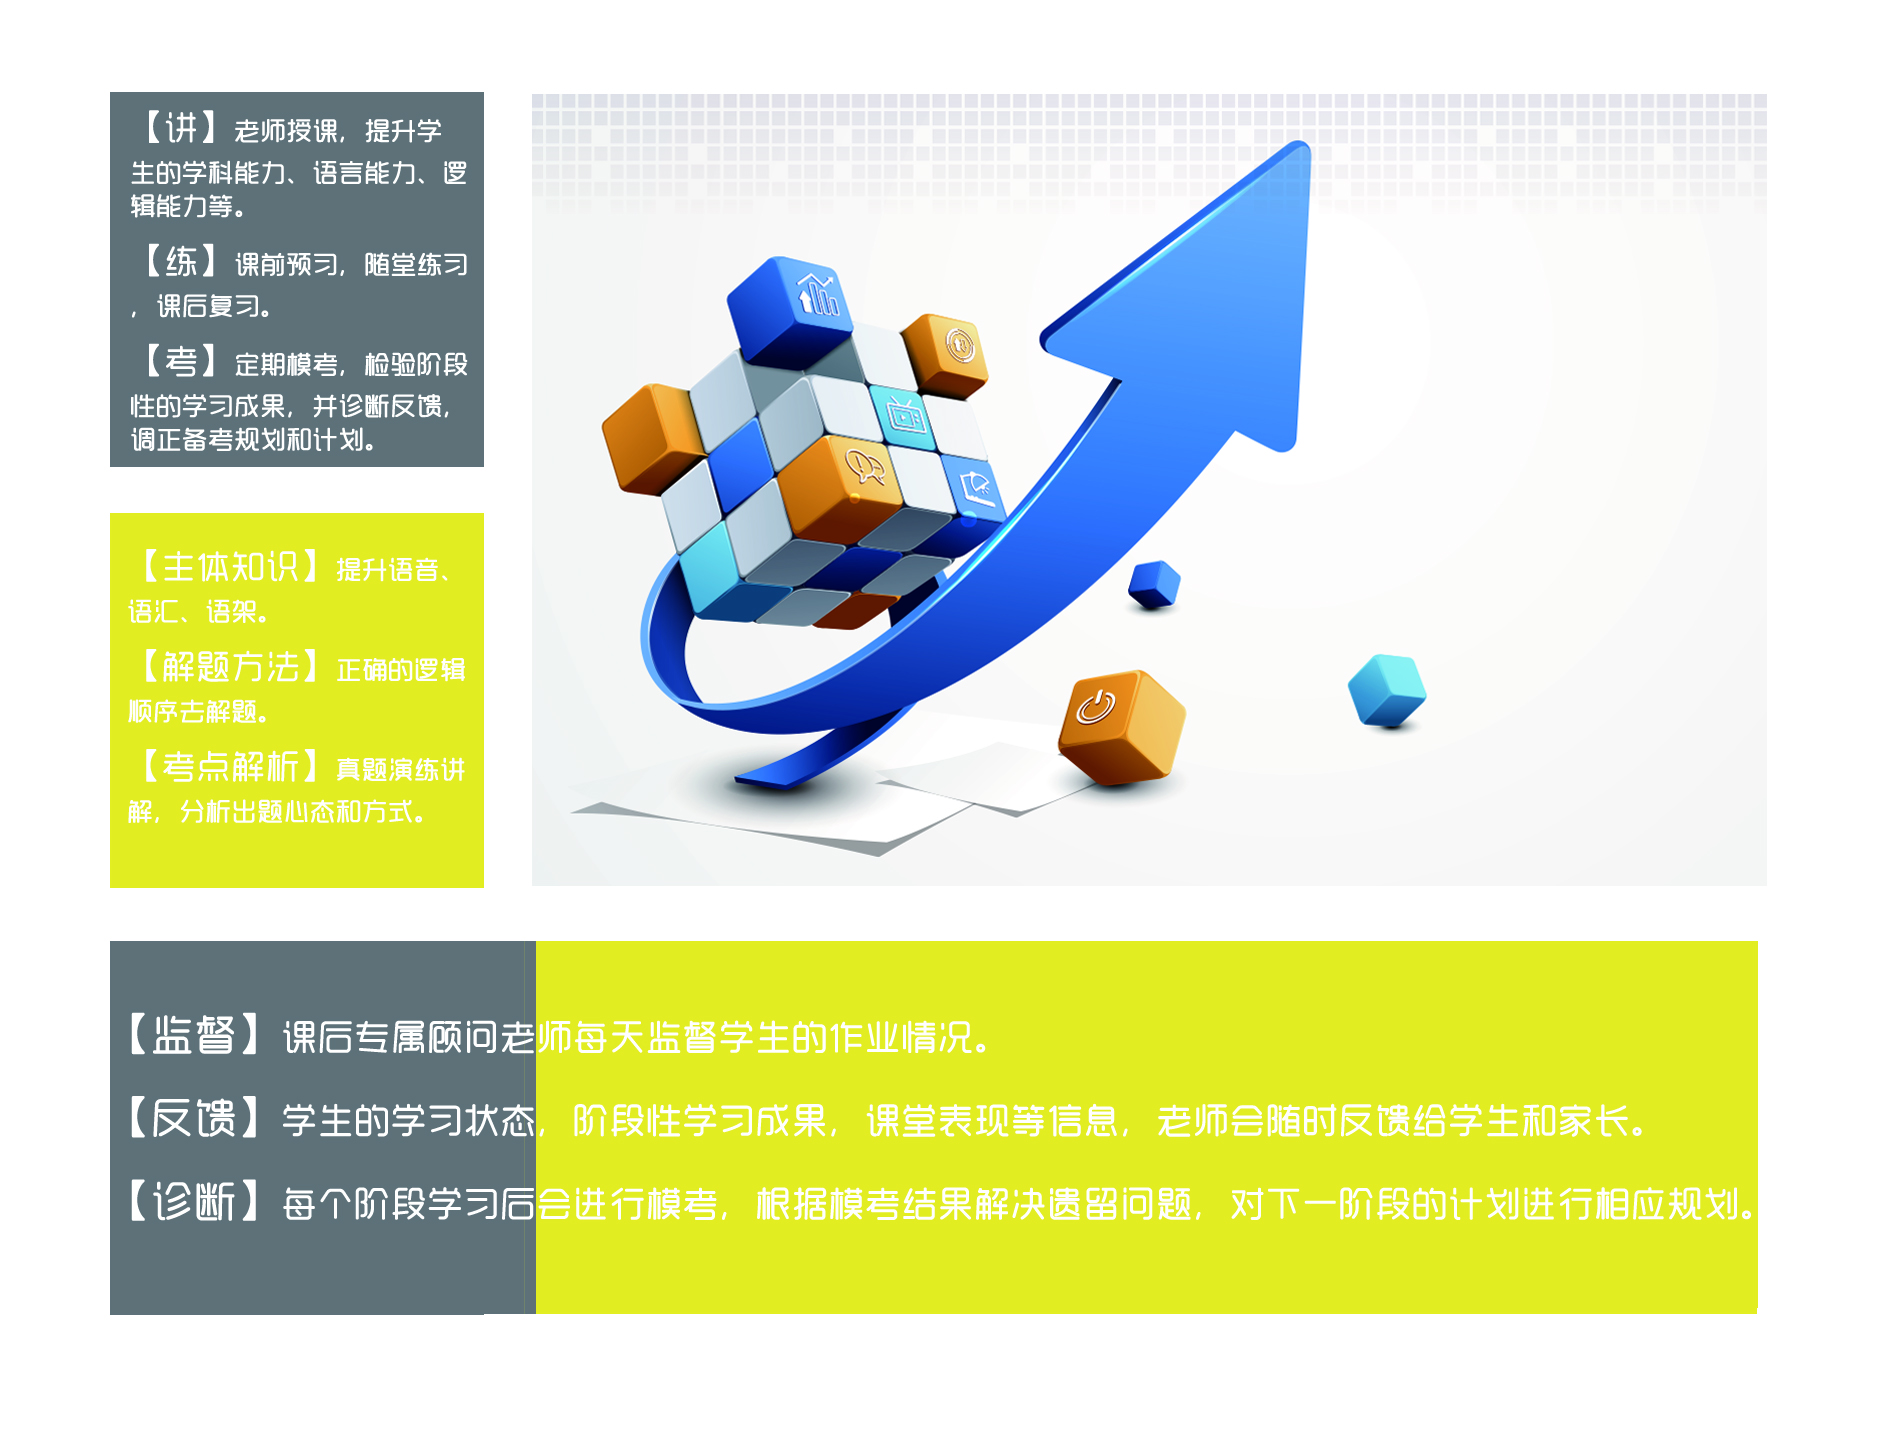 【讲】老师授课，提升学
生的学科能力、语言能力、逻
辑能力等。
【练】课前预习，随堂练习
，课后复习。
【考】定期模考，检验阶段
性的学习成果，并诊断反馈，
调正备考规划和计划。
【主体知识】提升语音、
语汇、语架。
【解题方法】正确的逻辑
顺序去解题。
【考点解析】真题演练讲
解，分析出题心态和方式。
【监督】课后专属顾问老师每天监督学生的作业情况。
【反馈】学生的学习状态，阶段性学习成果，课堂表现等信息，老师会随时反馈给学生和家长。
【诊断】每个阶段学习后会进行模考，根据模考结果解决遗留问题，对下一阶段的计划进行相应规划。